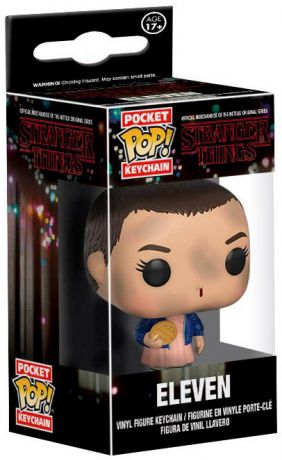 AGE
17+
WARNING: Choking Hazard. May contain small parts.
OFFICIAL MERCHANDISE OF THE NETFLIX ORIGINAL SERIES
STRANGER
THINGS
OFFICIAL MERCHANDISE OF THE NETFLIX ORIGINAL SERIES
STRANGER
THINGS
POCKET
POP!
KEYCHAIN
POCKET
POP!
KEYCHAIN
ELEVEN
VINYL FIGURE KEYCHAIN / FIGURINE EN VINYLE PORTE-CLÉ
FIGURA DE VINIL LLAVERO